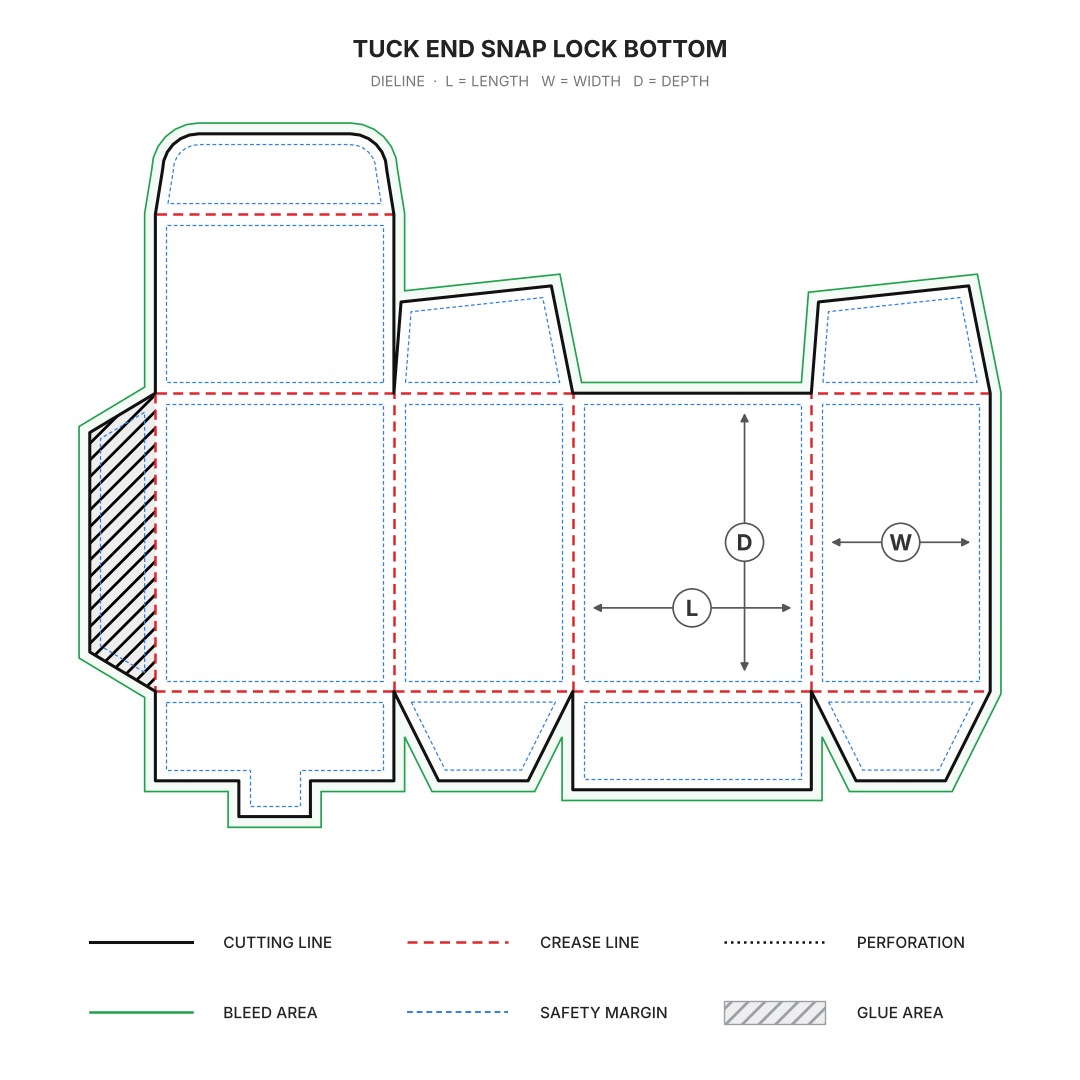 TUCK END SNAP LOCK BOTTOM
DIELINE · L = LENGTH W = WIDTH D = DEPTH
D
W
L
CUTTING LINE
CREASE LINE
PERFORATION
BLEED AREA
SAFETY MARGIN
GLUE AREA